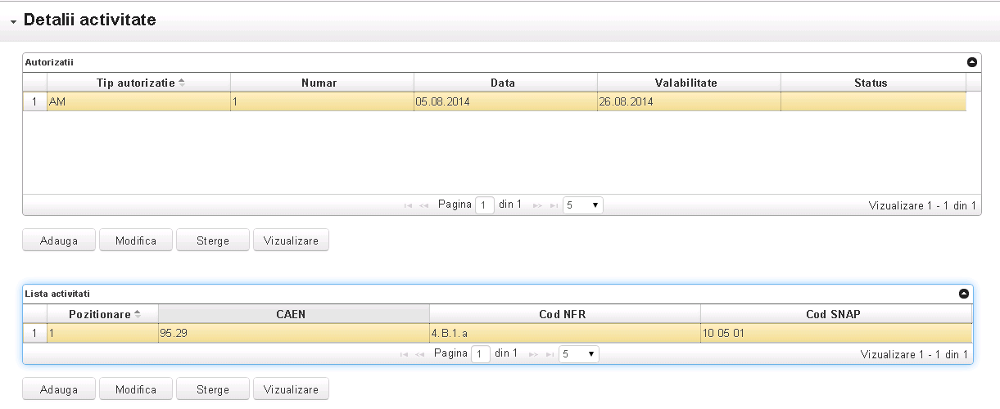 Detalii activitate
Autorizatii
Tip autorizatie Numar Data Valabilitate Status
1 AM 1 05.08.2014 26.08.2014
Pagina 1 din 1 5 Vizualizare 1 - 1 din 1
Adauga Modifica Sterge Vizualizare
Lista activitati
Pozitionare CAEN Cod NFR Cod SNAP
1 1 95.29 4.B.1.a 10 05 01
Pagina 1 din 1 5 Vizualizare 1 - 1 din 1
Adauga Modifica Sterge Vizualizare